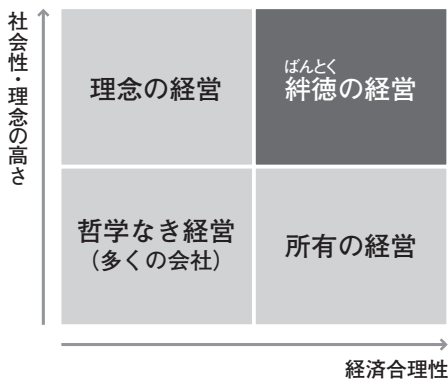 社会性・理念の高さ
理念の経営
ばんとく
絆徳の経営
哲学なき経営
（多くの会社）
所有の経営
経済合理性